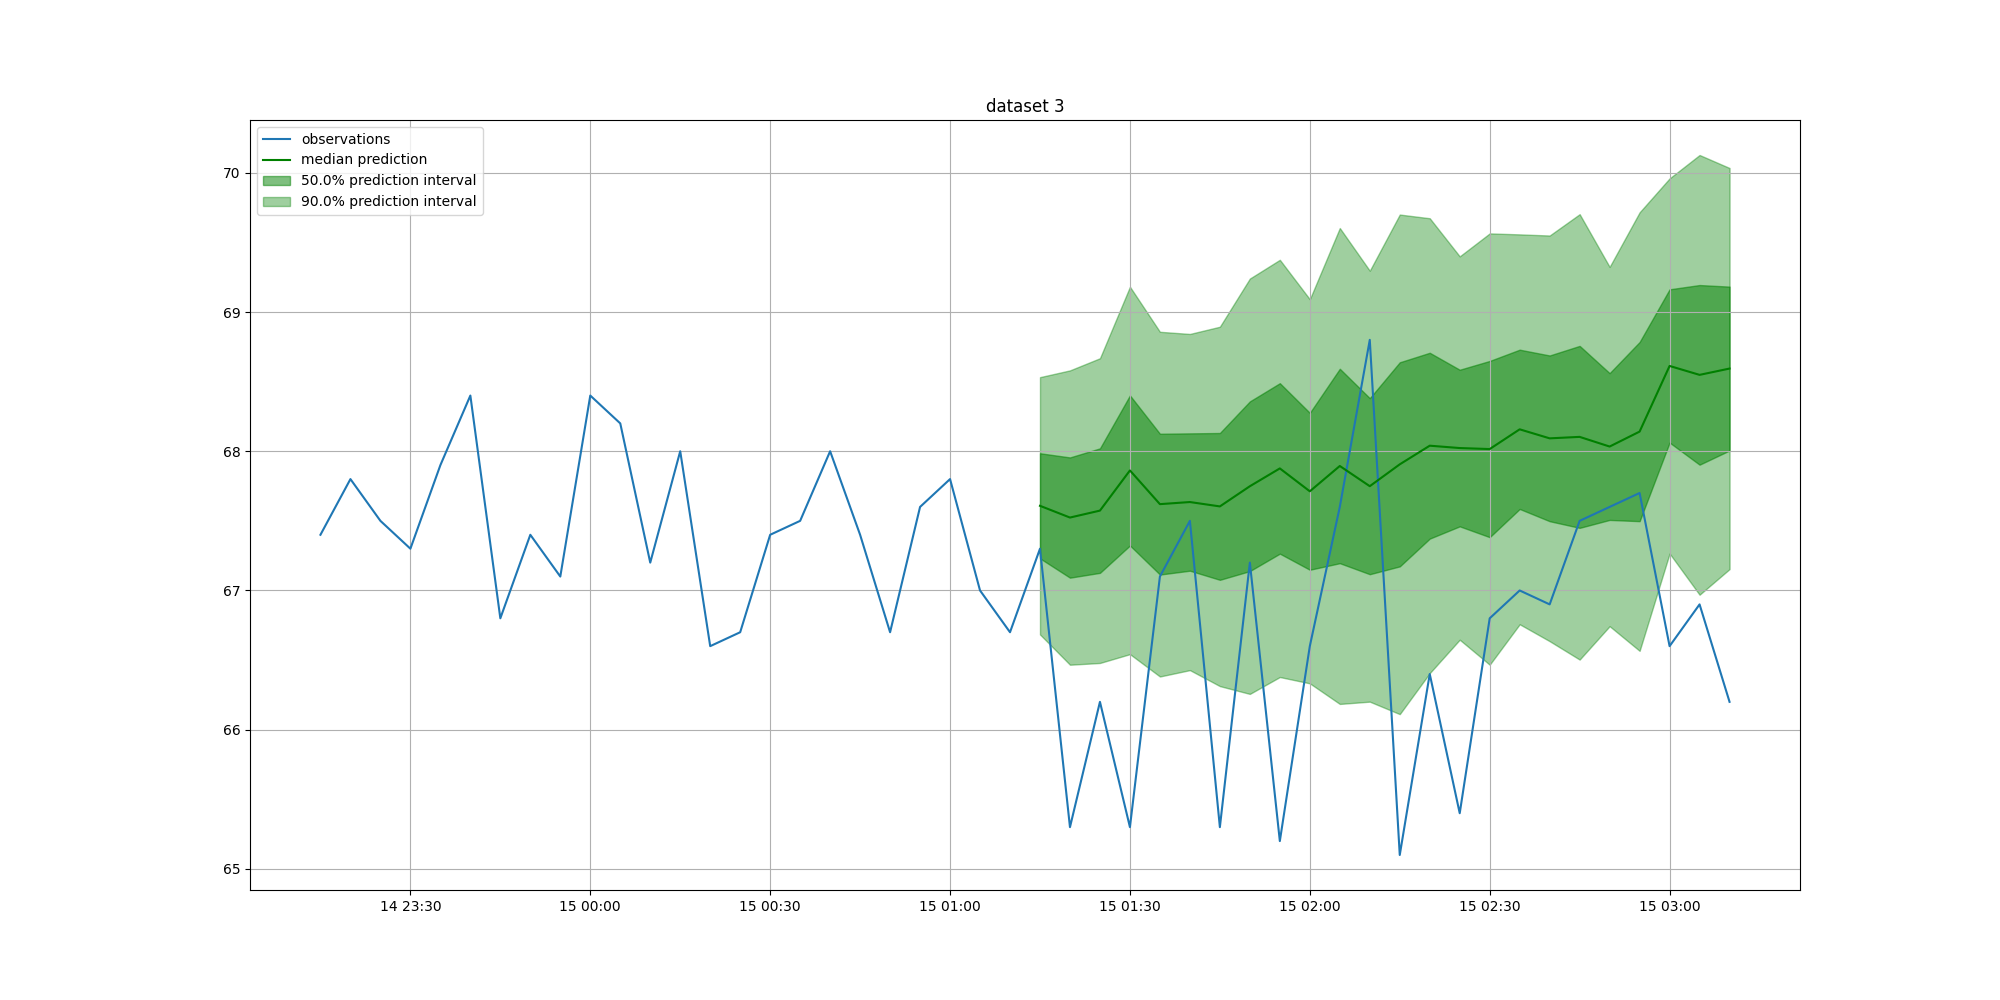 dataset 3
observations
median prediction
50.0% prediction interval
90.0% prediction interval
70
69
68
67
66
65
14 23:30
15 00:00
15 00:30
15 01:00
15 01:30
15 02:00
15 02:30
15 03:00